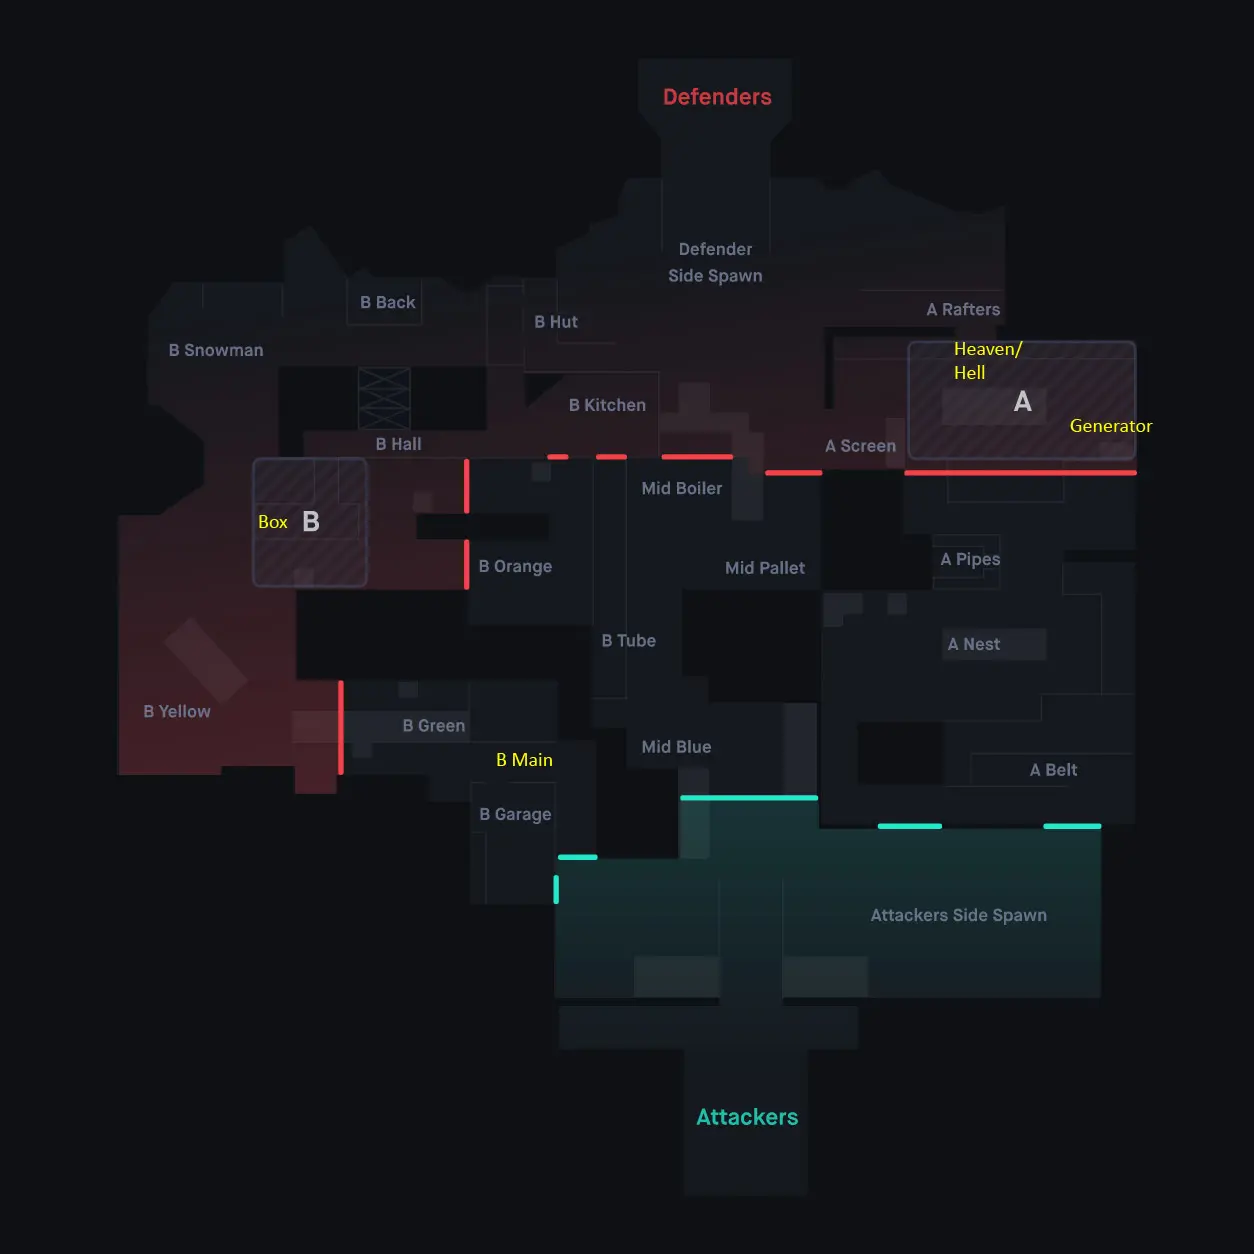 Defenders
Defender
Side Spawn
B Back
A Rafters
B Hut
B Snowman
Heaven/
Hell
A
B Kitchen
Generator
B Hall
A Screen
Mid Boiler
Box
B
A Pipes
B Orange
Mid Pallet
B Tube
A Nest
B Yellow
B Green
Mid Blue
B Main
A Belt
B Garage
Attackers Side Spawn
Attackers